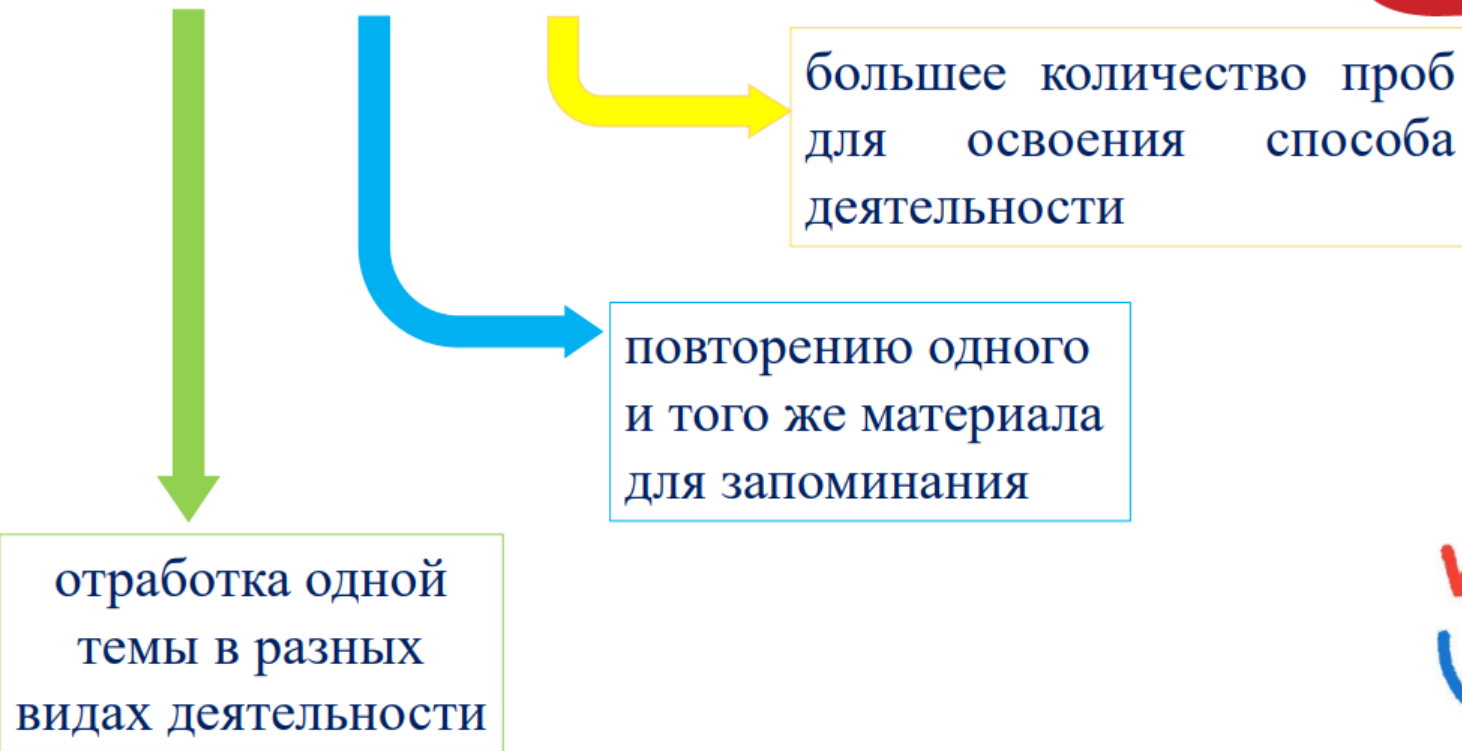 большее количество проб
для освоения способа
деятельности
повторению одного
и того же материала
для запоминания
отработка одной
темы в разных
видах деятельности